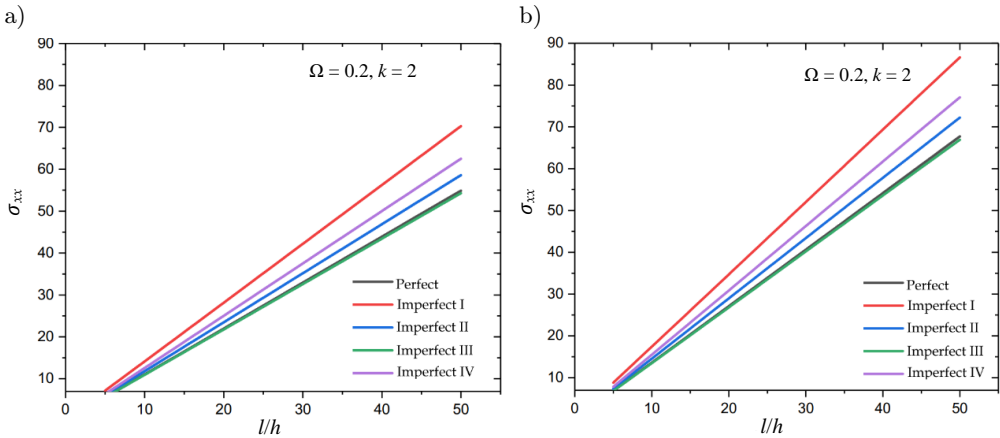 a)
90
80
70
60
50
40
30
20
10
σxx
Ω = 0.2, k = 2
Perfect
Imperfect I
Imperfect II
Imperfect III
Imperfect IV
0 10 20 30 40 50
l/h
b)
90
80
70
60
50
40
30
20
10
σxx
Ω = 0.2, k = 2
Perfect
Imperfect I
Imperfect II
Imperfect III
Imperfect IV
0 10 20 30 40 50
l/h